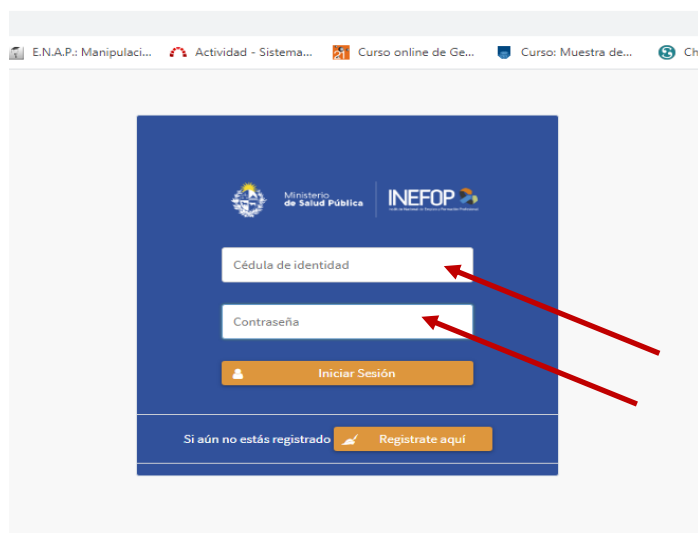 E.N.A.P.: Manipulaci... Actividad - Sistema... Curso online de Ge... Curso: Muestra de... Ch
Ministerio
de Salud Pública
INEFOP
Cédula de identidad
Contraseña
Iniciar Sesión
Si aún no estás registrado Registrate aquí